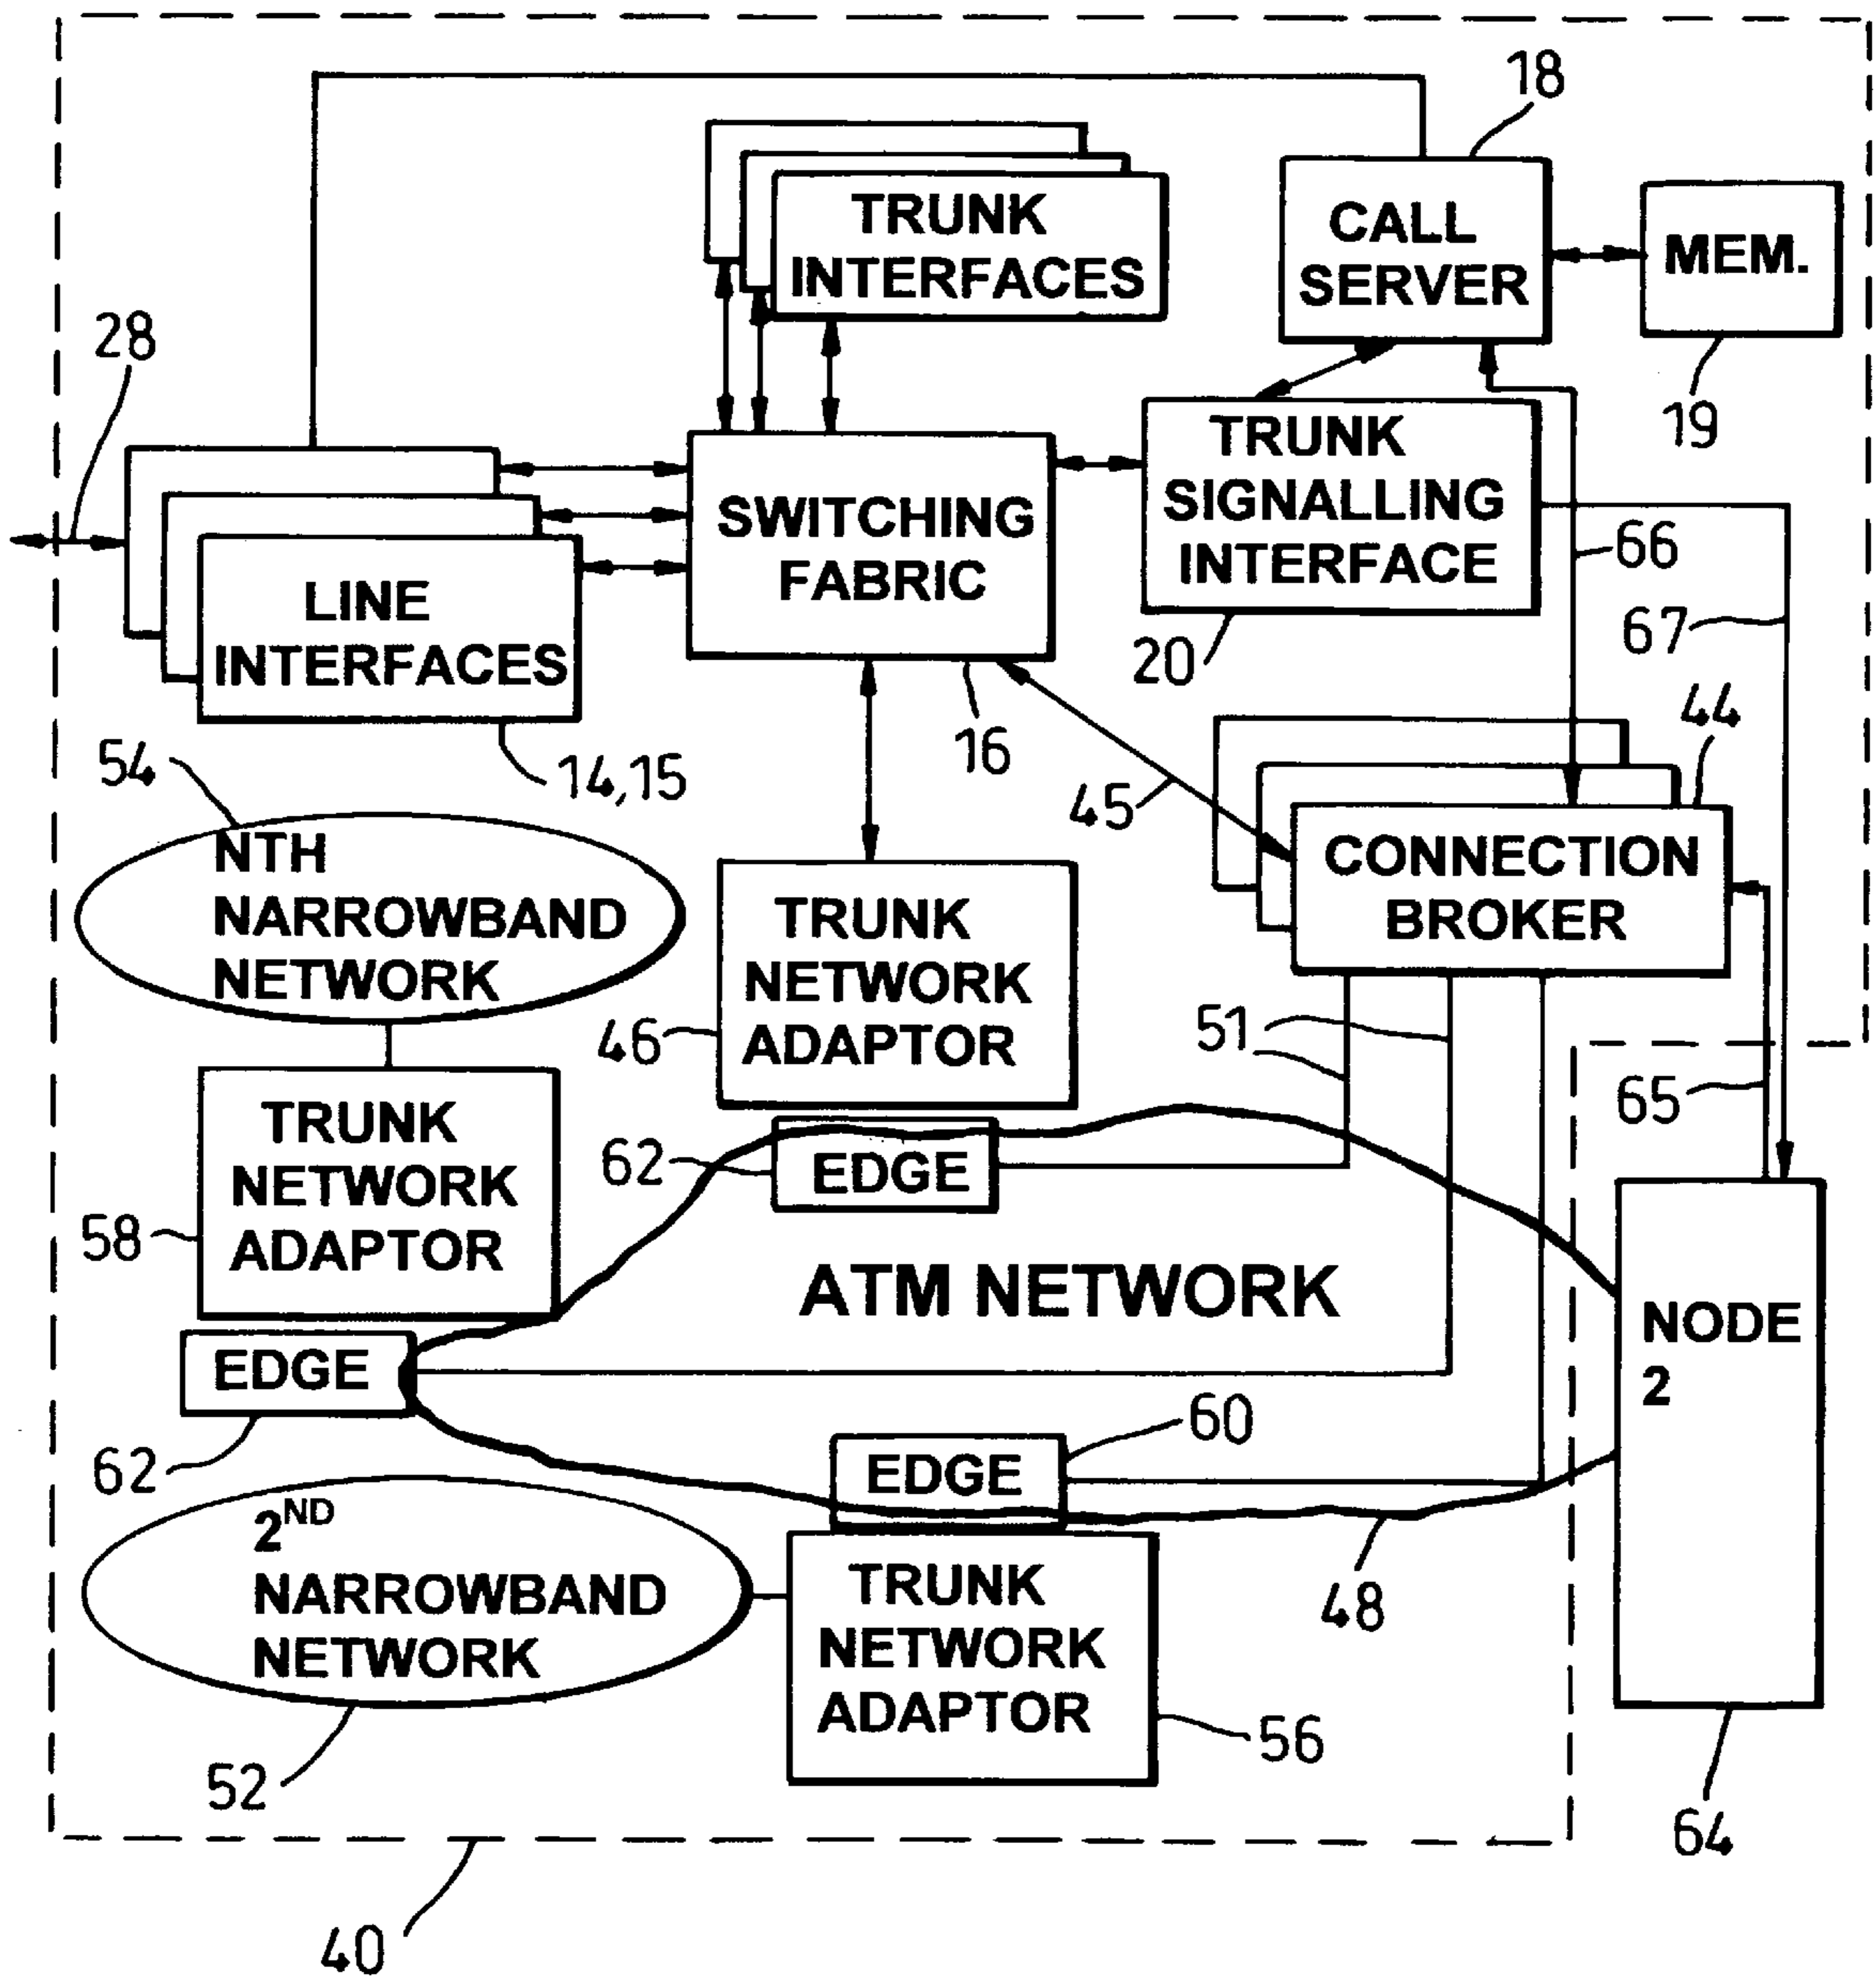 18
TRUNK
INTERFACES
CALL
SERVER
MEM.
28
19
TRUNK
SIGNALLING
INTERFACE
SWITCHING
FABRIC
66
LINE
INTERFACES
67
20
44
16
54
14,15
45
NTH
NARROWBAND
NETWORK
CONNECTION
BROKER
TRUNK
NETWORK
ADAPTOR
46
51
65
TRUNK
NETWORK
ADAPTOR
58
62
EDGE
ATM NETWORK
NODE
2
EDGE
62
60
EDGE
2ND
NARROWBAND
NETWORK
TRUNK
NETWORK
ADAPTOR
48
56
52
64
40